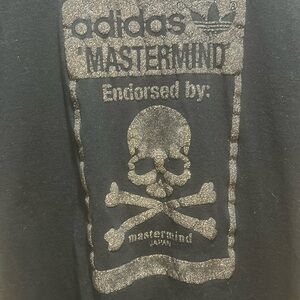 adidas
"MASTERMIND"
Endorsed by:
mastermind
JAPAN